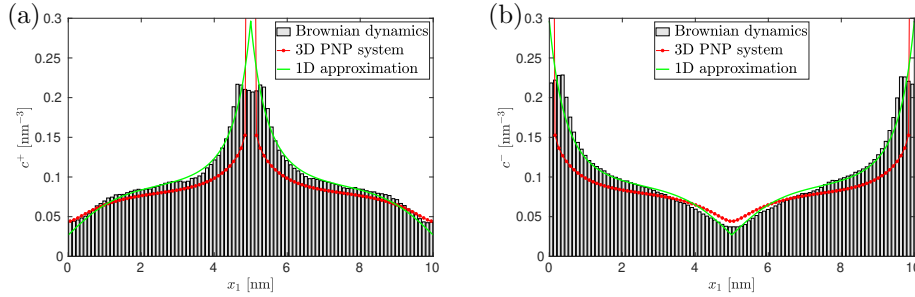 (a)
0.3
0.25
0.2
0.15
0.1
0.05
0
c⁺ [nm⁻³]
Brownian dynamics
3D PNP system
1D approximation
0 2 4 6 8 10
x₁ [nm]
(b)
0.3
0.25
0.2
0.15
0.1
0.05
0
c⁻ [nm⁻³]
Brownian dynamics
3D PNP system
1D approximation
0 2 4 6 8 10
x₁ [nm]